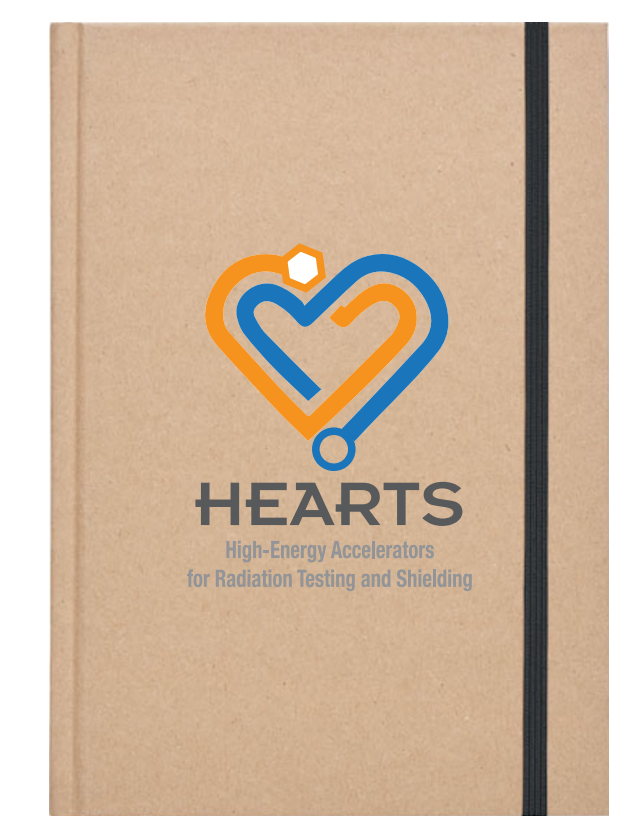 HEARTS
High-Energy Accelerators
for Radiation Testing and Shielding